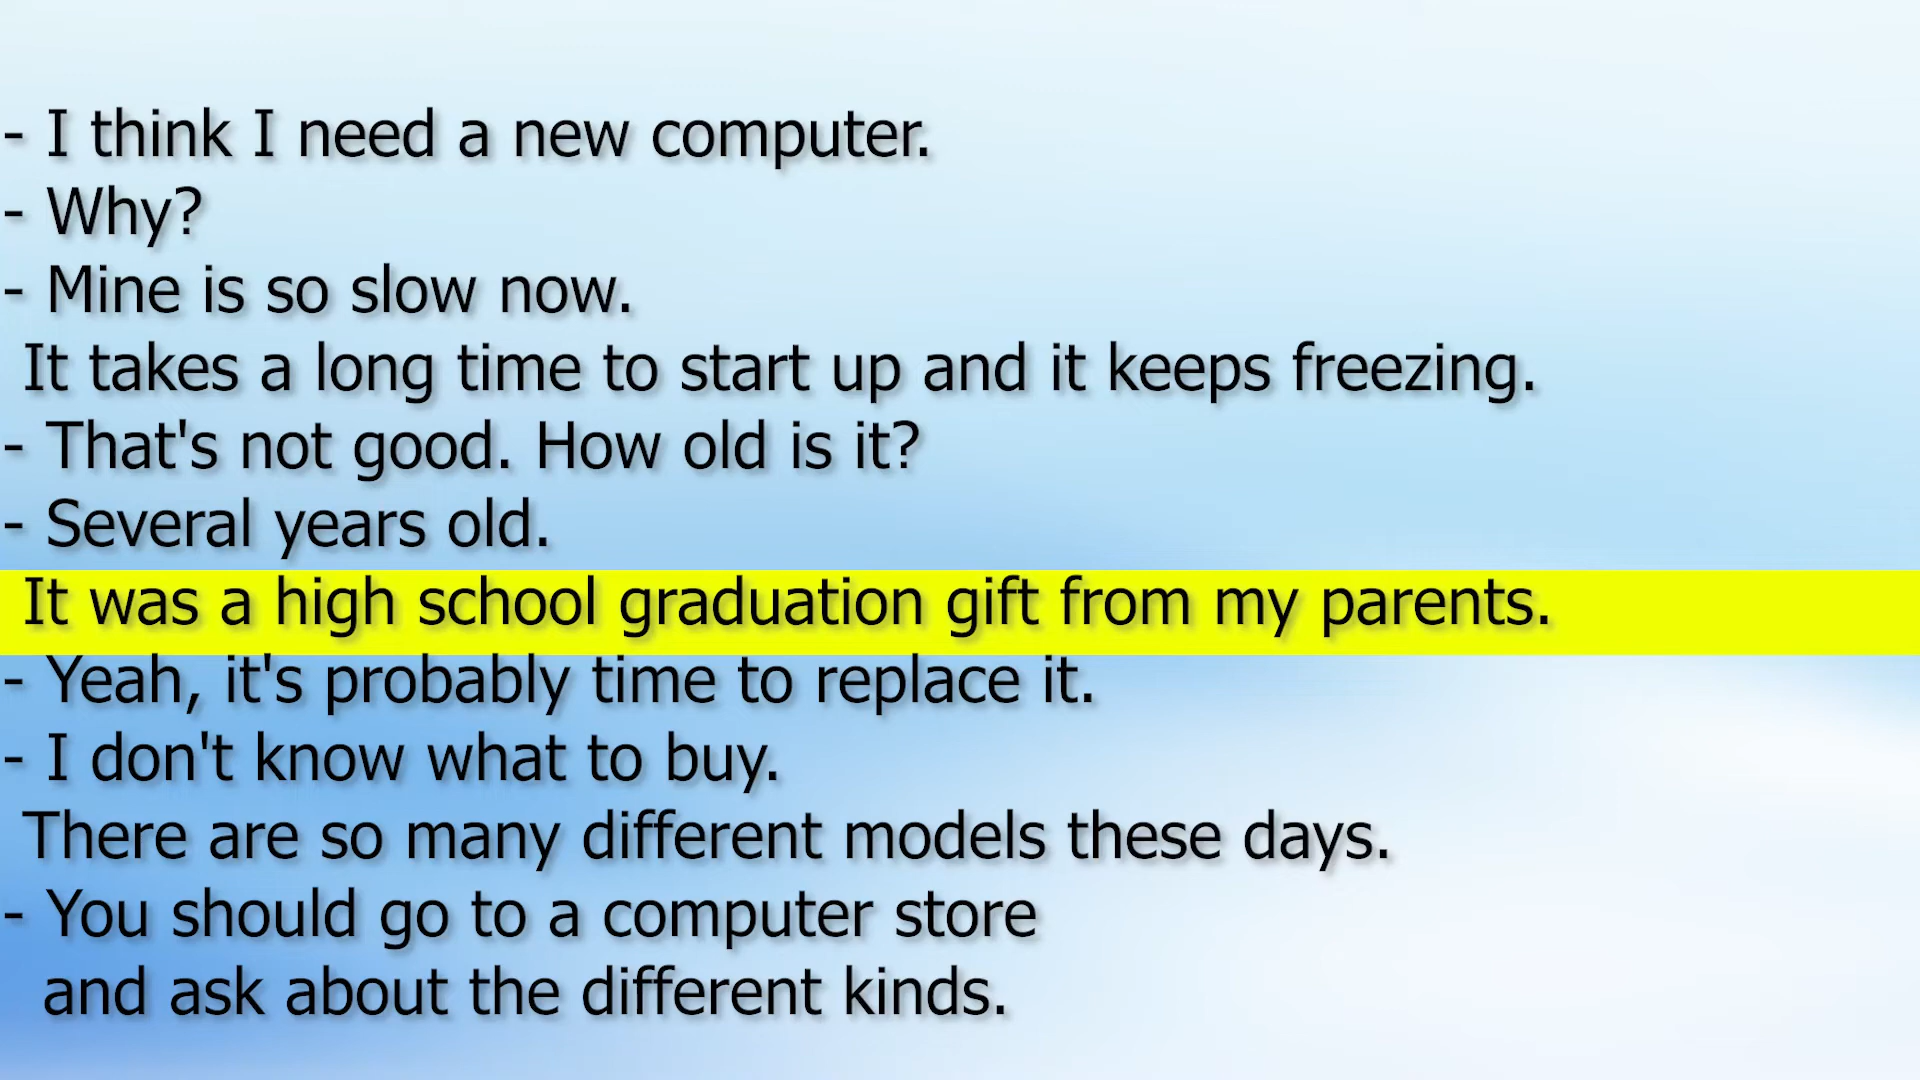 - I think I need a new computer.
- Why?
- Mine is so slow now.
It takes a long time to start up and it keeps freezing.
- That's not good. How old is it?
- Several years old.
It was a high school graduation gift from my parents.
- Yeah, it's probably time to replace it.
- I don't know what to buy.
There are so many different models these days.
- You should go to a computer store
and ask about the different kinds.